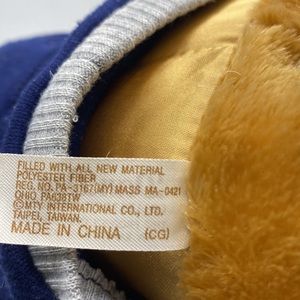 FILLED WITH ALL NEW MATERIAL
POLYESTER FIBER
REG. NO. PA-3167(MY) MASS MA-0421
OHIO PA638TW
©MTY INTERNATIONAL CO., LTD.
TAIPEI, TAIWAN.
MADE IN CHINA (CG)